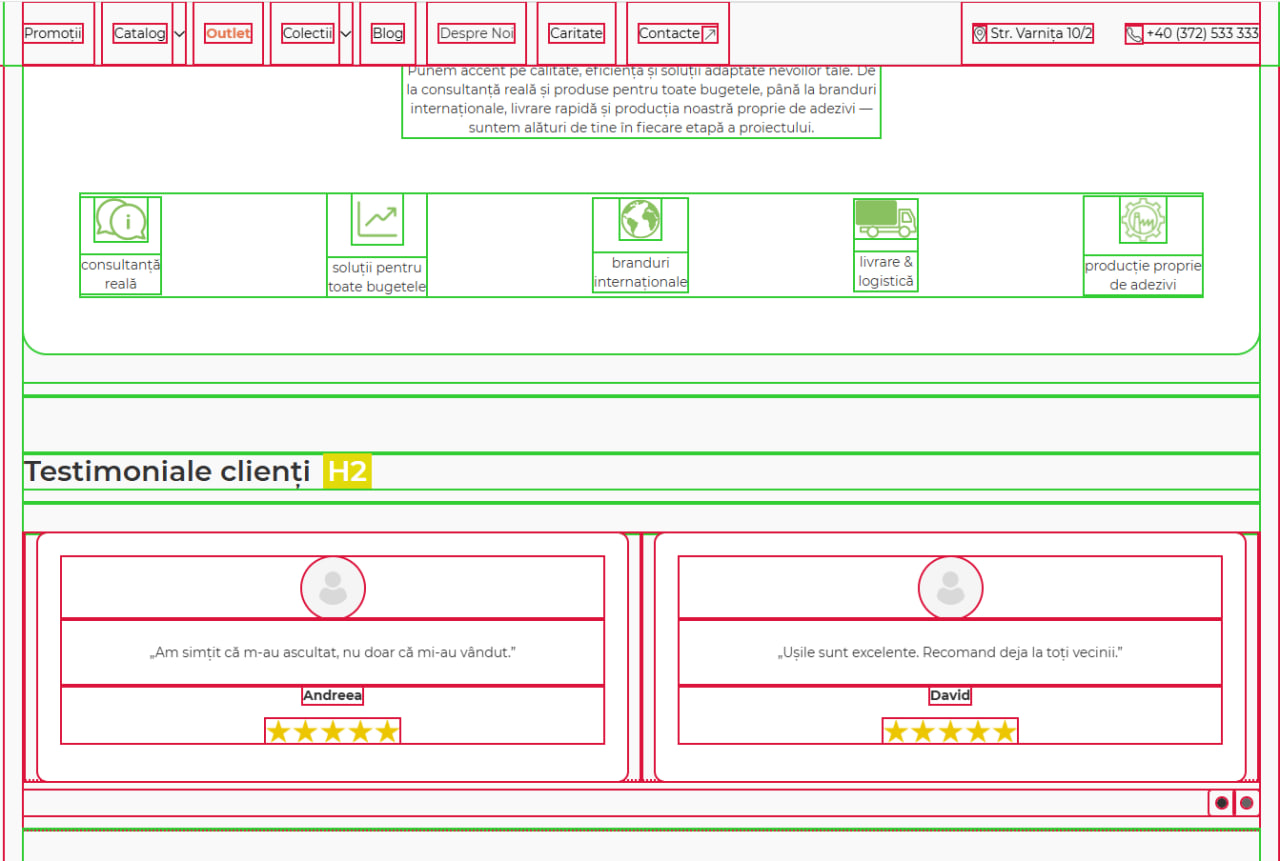 Promoții Catalog Outlet Colectii Blog Despre Noi Caritate Contacte Str. Varnița 10/2 +40 (372) 533 333
Punem accent pe calitate, eficiență și soluții adaptate nevoilor tale. De
la consultanță reală și produse pentru toate bugetele, până la branduri
internaționale, livrare rapidă și producția noastră proprie de adezivi —
suntem alături de tine în fiecare etapă a proiectului.
consultanță
reală
soluții pentru
toate bugetele
branduri
internaționale
livrare &
logistică
producție proprie
de adezivi
Testimoniale clienți H2
„Am simțit că m-au ascultat, nu doar că mi-au vândut.”
Andreea
„Ușile sunt excelente. Recomand deja la toți vecinii.”
David